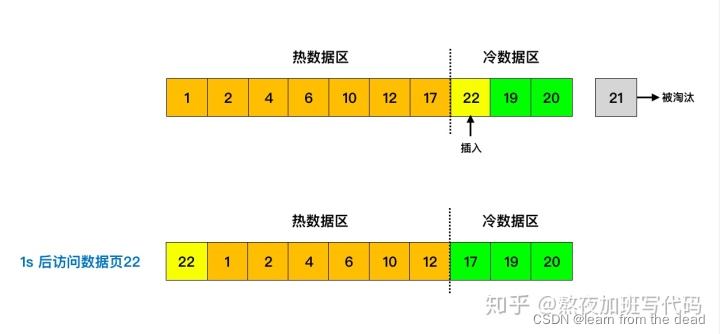 热数据区 冷数据区
1 2 4 6 10 12 17 22 19 20 21 被淘汰
插入
热数据区 冷数据区
1s 后访问数据页22 22 1 2 4 6 10 12 17 19 20
知乎 @熬夜加班写代码
CSDN @learn from the dead